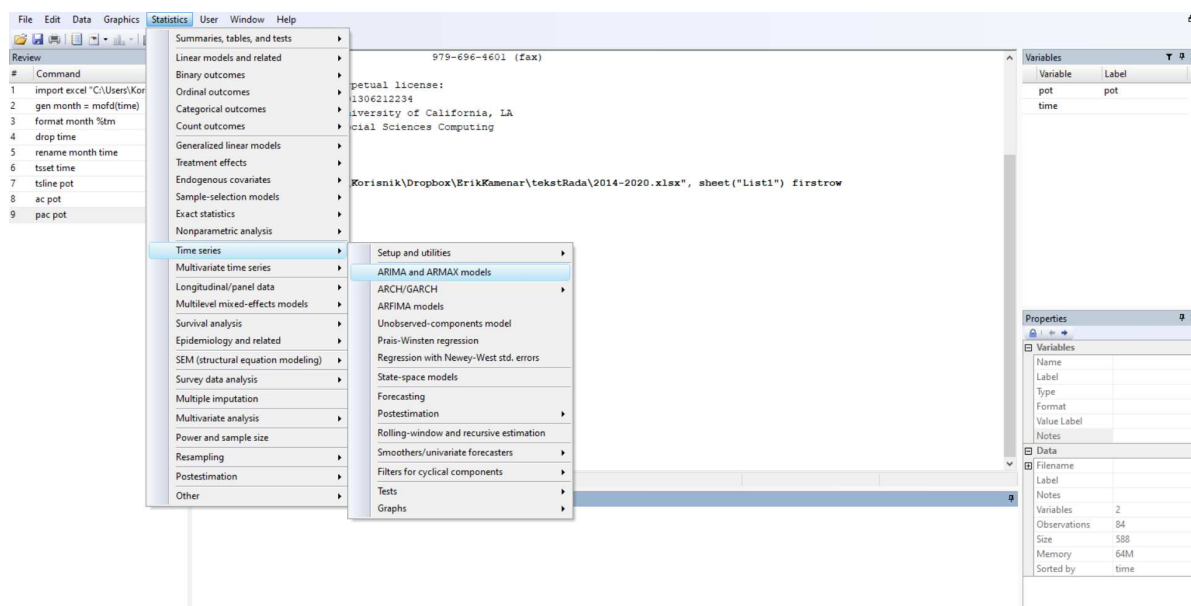 File Edit Data Graphics Statistics User Window Help
Review
# Command
1 import excel "C:\Users\Kor
2 gen month = mofd(time)
3 format month %tm
4 drop time
5 rename month time
6 tsset time
7 tsline pot
8 ac pot
9 pac pot
Summaries, tables, and tests
Linear models and related
Binary outcomes
Ordinal outcomes
Categorical outcomes
Count outcomes
Generalized linear models
Treatment effects
Endogenous covariates
Sample-selection models
Exact statistics
Nonparametric analysis
Time series
Multivariate time series
Longitudinal/panel data
Multilevel mixed-effects models
Survival analysis
Epidemiology and related
SEM (structural equation modeling)
Survey data analysis
Multiple imputation
Multivariate analysis
Power and sample size
Resampling
Postestimation
Other
Setup and utilities
ARIMA and ARMAX models
ARCH/GARCH
ARFIMA models
Unobserved-components model
Prais-Winsten regression
Regression with Newey-West std. errors
State-space models
Forecasting
Postestimation
Rolling-window and recursive estimation
Smoothers/univariate forecasters
Filters for cyclical components
Tests
Graphs
979-696-4601 (fax)
petual license:
1306212234
iversity of California, LA
cial Sciences Computing
Korisnik\Dropbox\ErikKamenar\tekstRada\2014-2020.xlsx", sheet("List1") firstrow
Variables
Variable Label
pot pot
time
Properties
Variables
Name
Label
Type
Format
Value Label
Notes
Data
Filename
Label
Notes
Variables 2
Observations 84
Size 588
Memory 64M
Sorted by time